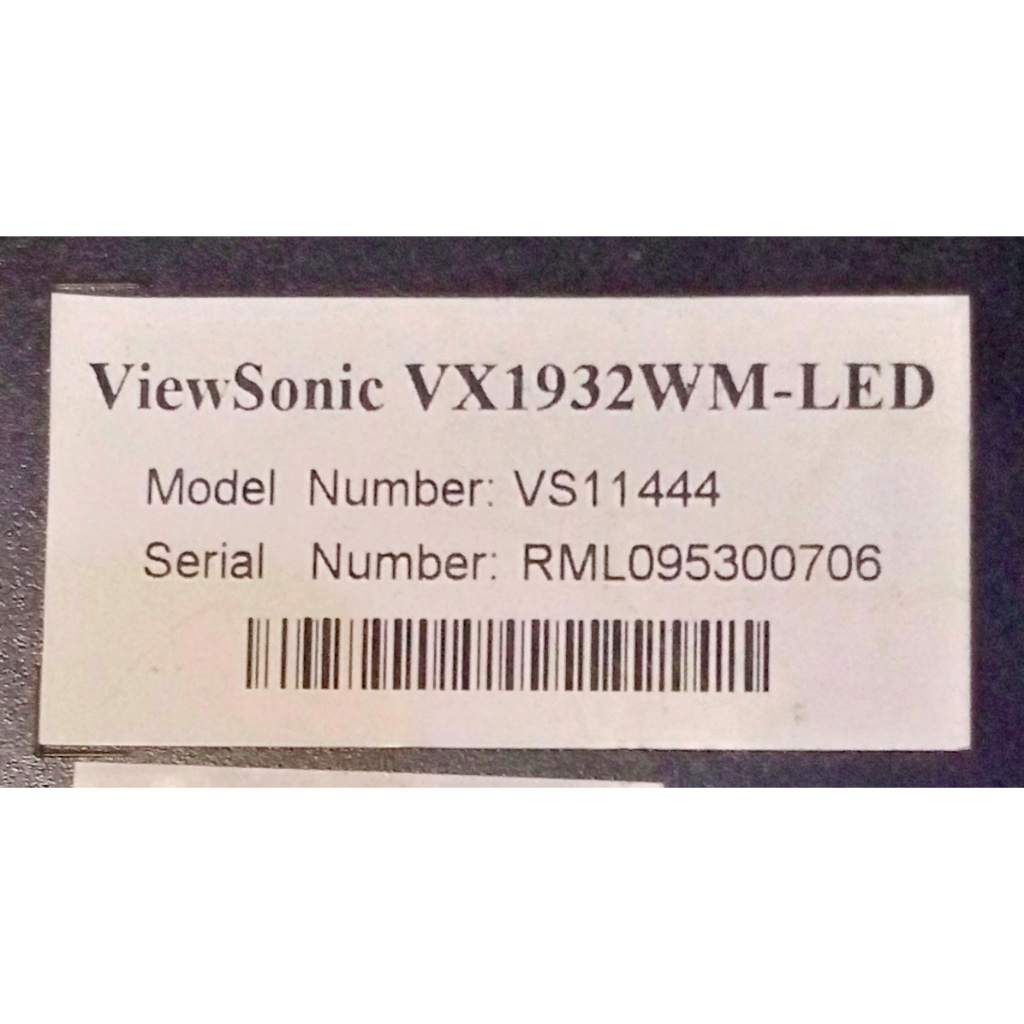 ViewSonic VX1932WM-LED
Model Number: VS11444
Serial Number: RML095300706